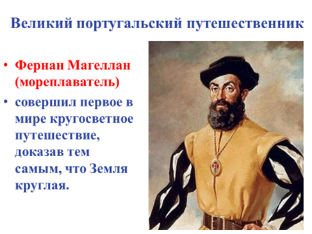 Великий португальский путешественник
• Фернан Магеллан
(мореплаватель)
• совершил первое в
мире кругосветное
путешествие,
доказав тем
самым, что Земля
круглая.